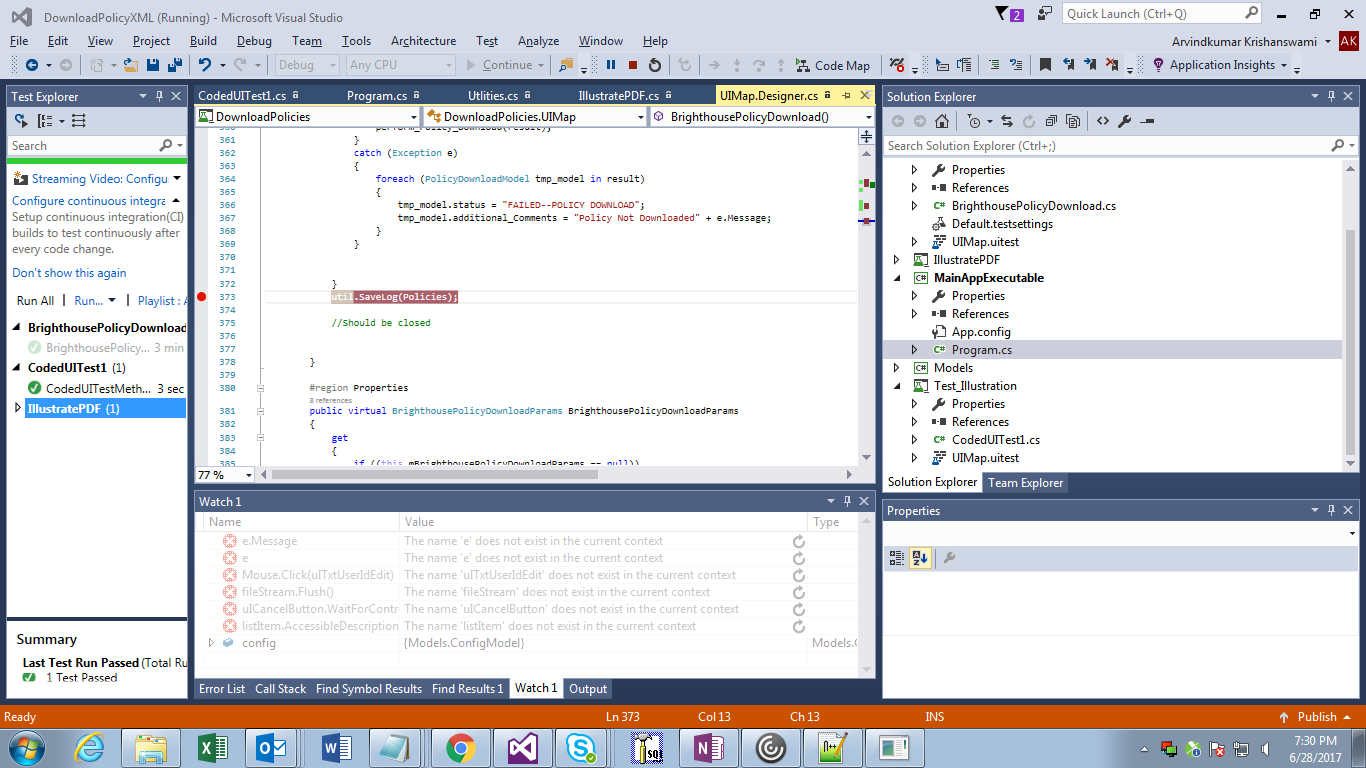 DownloadPolicyXML (Running) - Microsoft Visual Studio
2
Quick Launch (Ctrl+Q)
File Edit View Project Build Debug Team Tools Architecture Test Analyze Window Help
Arvindkumar Krishanswami AK
Debug Any CPU Continue Code Map Application Insights
Test Explorer
Search
Streaming Video: Configu
Configure continuous integra
Setup continuous integration(CI)
builds to test continuously after
every code change.
Don't show this again
Run All | Run... | Playlist : A
BrighthousePolicyDownload
BrighthousePolicy... 3 min
CodedUITest1 (1)
CodedUITestMeth... 3 sec
IllustratePDF (1)
Summary
Last Test Run Passed (Total Ru
1 Test Passed
CodedUITest1.cs Program.cs Utlities.cs IllustratePDF.cs UIMap.Designer.cs
DownloadPolicies DownloadPolicies.UIMap BrighthousePolicyDownload()
360 perform_Policy_Download(result);
361 }
362 catch (Exception e)
363 {
364 foreach (PolicyDownloadModel tmp_model in result)
365 {
366 tmp_model.status = "FAILED--POLICY DOWNLOAD";
367 tmp_model.additional_Comments = "Policy Not Downloaded" + e.Message;
368 }
369 }
370
371
372 }
373 util.SaveLog(Policies);
374
375 //Should be closed
376
377
378 }
379
380 #region Properties
8 references
381 public virtual BrighthousePolicyDownloadParams BrighthousePolicyDownloadParams
382 {
383 get
384 {
385 if ((this.mBrighthousePolicyDownloadParams == null))
77 %
Watch 1
Name Value Type
e.Message The name 'e' does not exist in the current context
e The name 'e' does not exist in the current context
Mouse.Click(uITxtUserIdEdit) The name 'uITxtUserIdEdit' does not exist in the current context
fileStream.Flush() The name 'fileStream' does not exist in the current context
uICancelButton.WaitForContr The name 'uICancelButton' does not exist in the current context
listItem.AccessibleDescription The name 'listItem' does not exist in the current context
config {Models.ConfigModel} Models.C
Error List Call Stack Find Symbol Results Find Results 1 Watch 1 Output
Solution Explorer
Search Solution Explorer (Ctrl+;)
Properties
References
BrighthousePolicyDownload.cs
Default.testsettings
UIMap.uitest
IllustratePDF
MainAppExecutable
Properties
References
App.config
Program.cs
Models
Test_Illustration
Properties
References
CodedUITest1.cs
UIMap.uitest
Solution Explorer Team Explorer
Properties
Ready Ln 373 Col 13 Ch 13 INS Publish
7:30 PM
6/28/2017